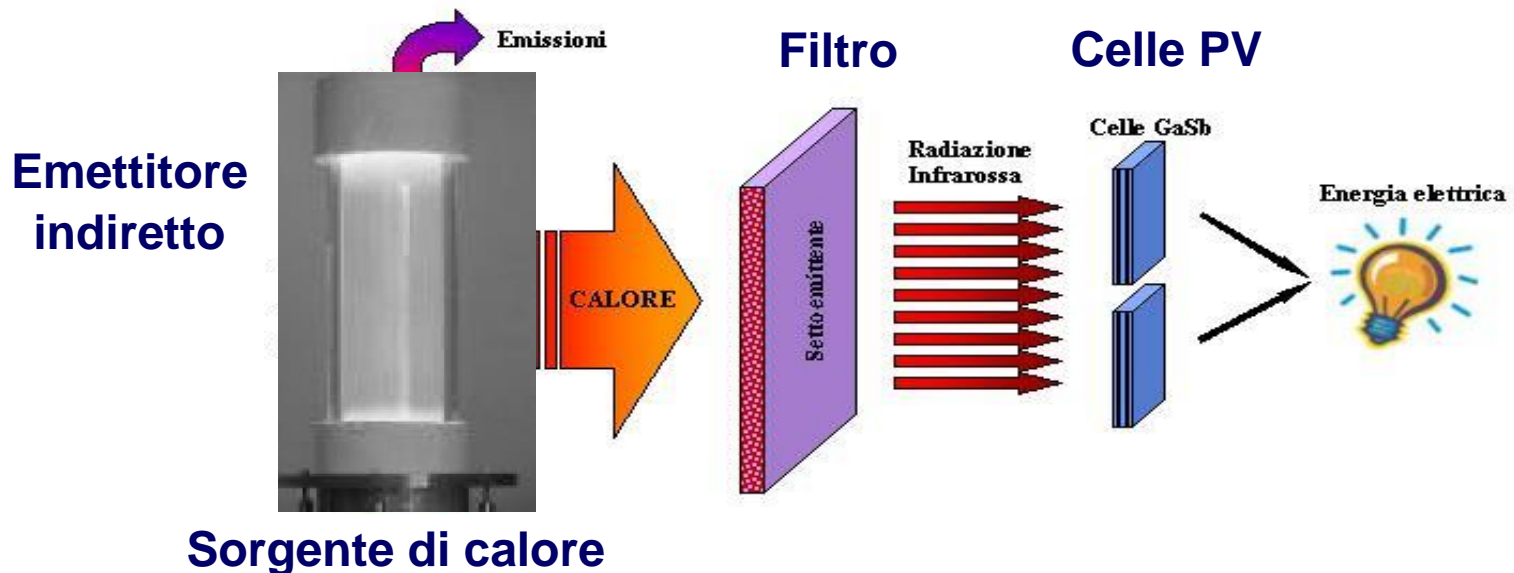 Emissioni
Filtro
Celle PV
Emettitore
indiretto
Celle GaSb
Radiazione
Infrarossa
Energia elettrica
CALORE
Setto emittente
Sorgente di calore